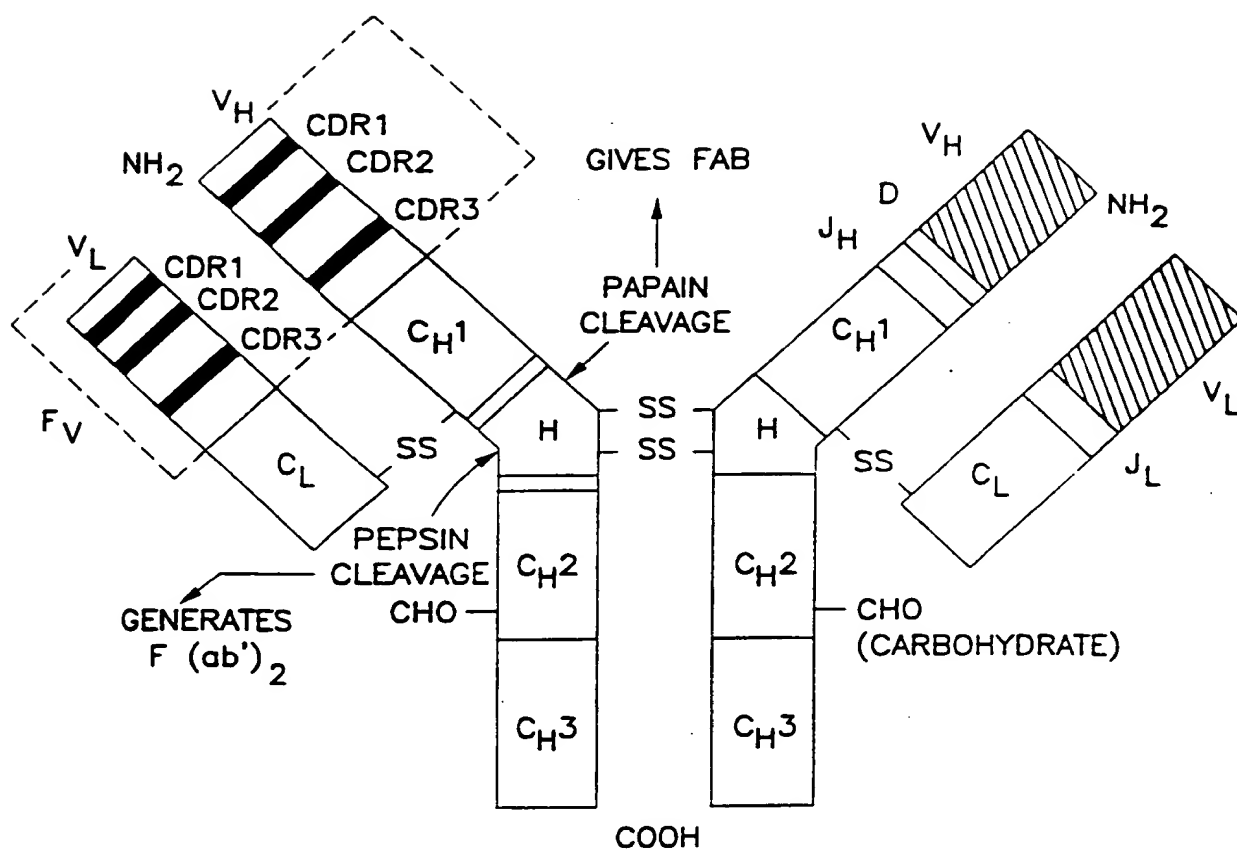 V_H
CDR1
CDR2
CDR3
NH_2
V_L
CDR1
CDR2
CDR3
F_V
C_H1
C_L
SS
H
GIVES FAB
PAPAIN
CLEAVAGE
SS
SS
PEPSIN
CLEAVAGE
GENERATES
F (ab')_2
C_H2
CHO
C_H3
V_H
D
J_H
NH_2
C_H1
H
SS
V_L
J_L
C_L
C_H2
CHO
(CARBOHYDRATE)
C_H3
COOH